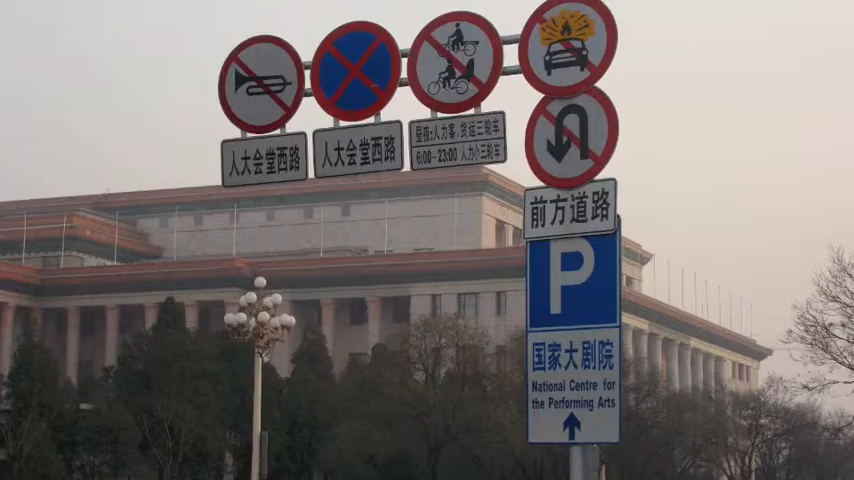 人大会堂西路
人大会堂西路
昼夜:人力客、货运三轮车
6:00-23:00 人力小三轮车
前方道路
P
国家大剧院
National Centre for
the Performing Arts